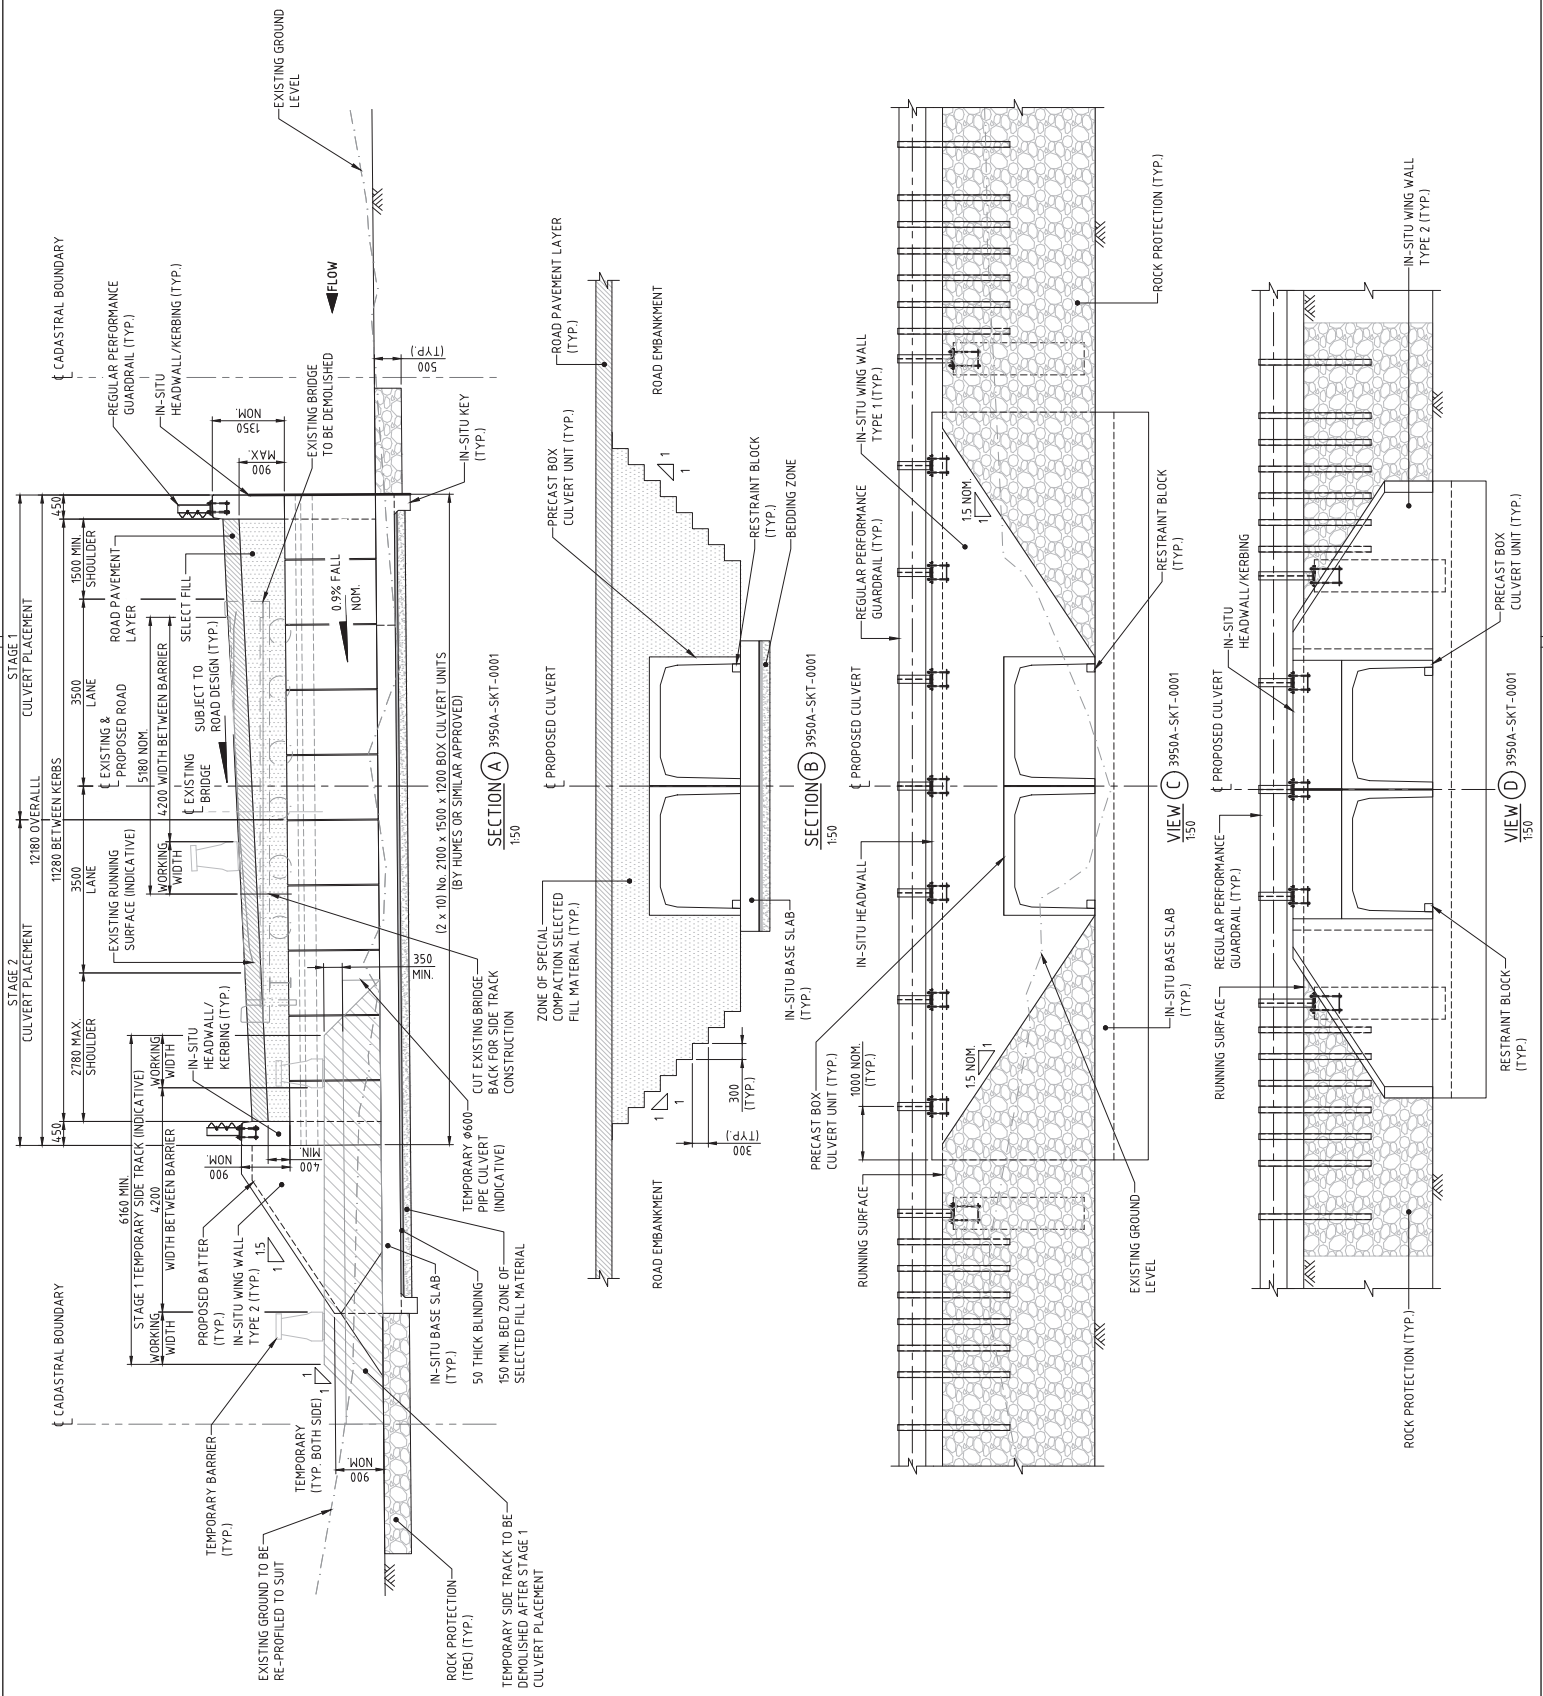 STAGE 2
CULVERT PLACEMENT
STAGE 1
CULVERT PLACEMENT
12180 OVERALLL
11280 BETWEEN KERBS
450
2780 MAX.
SHOULDER
3500
LANE
3500
LANE
1500 MIN.
SHOULDER
450
℄ CADASTRAL BOUNDARY
℄ CADASTRAL BOUNDARY
6160 MIN.
STAGE 1 TEMPORARY SIDE TRACK (INDICATIVE)
WORKING
WIDTH
4200
WIDTH BETWEEN BARRIER
WORKING
WIDTH
EXISTING RUNNING
SURFACE (INDICATIVE)
℄ EXISTING &
PROPOSED ROAD
5180 NOM.
WORKING
WIDTH
4200 WIDTH BETWEEN BARRIER
℄ EXISTING
BRIDGE
SUBJECT TO
ROAD DESIGN (TYP.)
ROAD PAVEMENT
LAYER
SELECT FILL
REGULAR PERFORMANCE
GUARDRAIL (TYP.)
IN-SITU
HEADWALL/KERBING (TYP.)
EXISTING GROUND
LEVEL
FLOW
EXISTING BRIDGE
TO BE DEMOLISHED
900
MAX.
1350
NOM.
500
(TYP.)
IN-SITU KEY
(TYP.)
0.9% FALL
NOM.
IN-SITU
HEADWALL/
KERBING (TYP.)
900
NOM.
400
MIN.
PROPOSED BATTER
(TYP.)
IN-SITU WING WALL
TYPE 2 (TYP.)
1.5
1
TEMPORARY BARRIER
(TYP.)
TEMPORARY
(TYP. BOTH SIDE)
1
1
900
NOM.
EXISTING GROUND TO BE
RE-PROFILED TO SUIT
350
MIN.
ROCK PROTECTION
(TBC) (TYP.)
TEMPORARY SIDE TRACK TO BE
DEMOLISHED AFTER STAGE 1
CULVERT PLACEMENT
IN-SITU BASE SLAB
(TYP.)
50 THICK BLINDING
150 MIN. BED ZONE OF
SELECTED FILL MATERIAL
TEMPORARY Ø600
PIPE CULVERT
(INDICATIVE)
CUT EXISTING BRIDGE
BACK FOR SIDE TRACK
CONSTRUCTION
(2 x 10) No. 2100 x 1500 x 1200 BOX CULVERT UNITS
(BY HUMES OR SIMILAR APPROVED)
SECTION A 3950A-SKT-0001
1:50
ROAD EMBANKMENT
ZONE OF SPECIAL
COMPACTION SELECTED
FILL MATERIAL (TYP.)
℄ PROPOSED CULVERT
PRECAST BOX
CULVERT UNIT (TYP.)
ROAD PAVEMENT LAYER
(TYP.)
ROAD EMBANKMENT
1
1
1
1
300
(TYP.)
300
(TYP.)
IN-SITU BASE SLAB
(TYP.)
RESTRAINT BLOCK
(TYP.)
BEDDING ZONE
SECTION B 3950A-SKT-0001
1:50
RUNNING SURFACE
1000 NOM.
(TYP.)
PRECAST BOX
CULVERT UNIT (TYP.)
IN-SITU HEADWALL
℄ PROPOSED CULVERT
REGULAR PERFORMANCE
GUARDRAIL (TYP.)
IN-SITU WING WALL
TYPE 1 (TYP.)
1.5 NOM.
1
1.5 NOM.
1
ROCK PROTECTION (TYP.)
EXISTING GROUND
LEVEL
IN-SITU BASE SLAB
(TYP.)
RESTRAINT BLOCK
(TYP.)
VIEW C 3950A-SKT-0001
1:50
RUNNING SURFACE
REGULAR PERFORMANCE
GUARDRAIL (TYP.)
℄ PROPOSED CULVERT
IN-SITU
HEADWALL/KERBING
IN-SITU WING WALL
TYPE 2 (TYP.)
ROCK PROTECTION (TYP.)
RESTRAINT BLOCK
(TYP.)
PRECAST BOX
CULVERT UNIT (TYP.)
VIEW D 3950A-SKT-0001
1:50